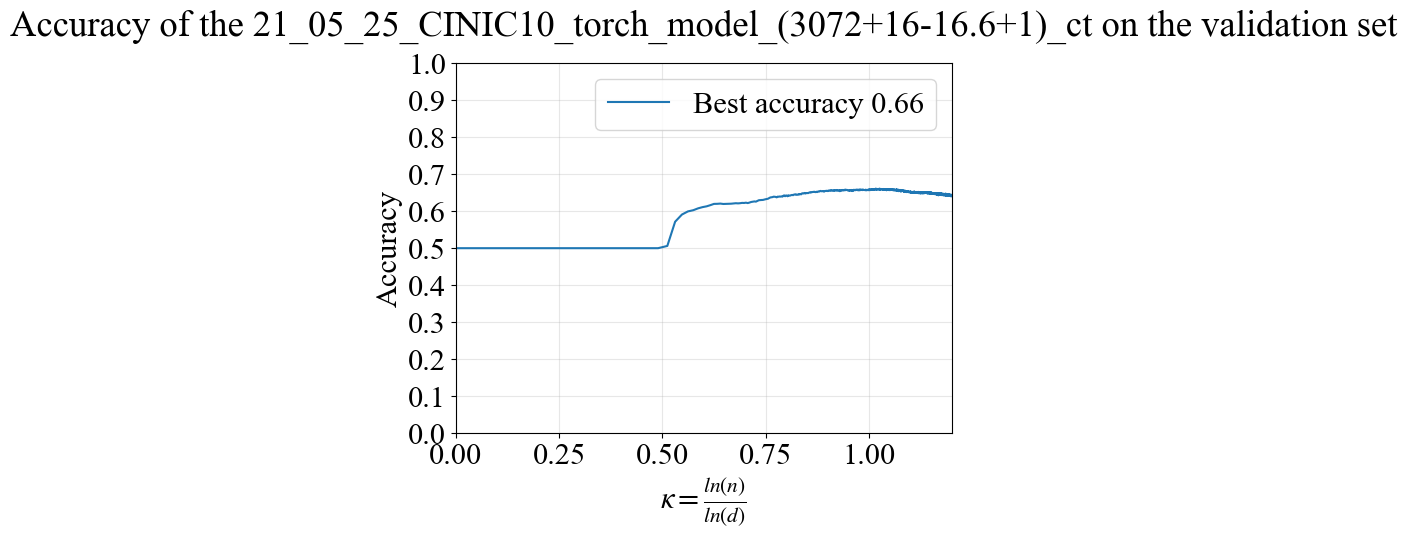 Accuracy of the 21_05_25_CINIC10_torch_model_(3072+16-16.6+1)_ct on the validation set
1.0
0.9
0.8
0.7
0.6
0.5
0.4
0.3
0.2
0.1
0.0
Accuracy
Best accuracy 0.66
0.00 0.25 0.50 0.75 1.00
κ = ln(n)/ln(d)